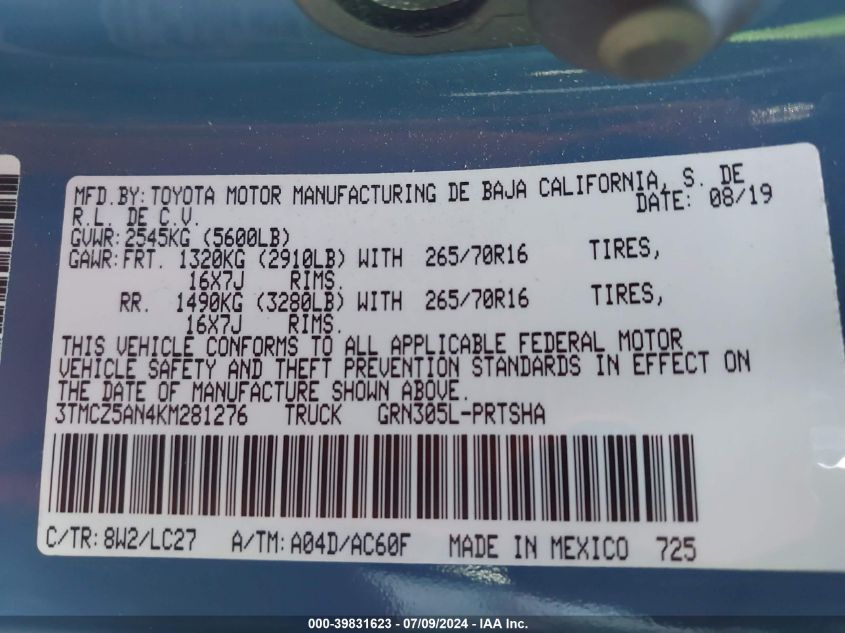 MFD.BY:TOYOTA MOTOR MANUFACTURING DE BAJA CALIFORNIA, S. DE
R.L. DE C.V. DATE: 08/19
GVWR:2545KG (5600LB)
GAWR:FRT. 1320KG (2910LB) WITH 265/70R16 TIRES,
16X7J RIMS.
RR. 1490KG (3280LB) WITH 265/70R16 TIRES,
16X7J RIMS.
THIS VEHICLE CONFORMS TO ALL APPLICABLE FEDERAL MOTOR
VEHICLE SAFETY AND THEFT PREVENTION STANDARDS IN EFFECT ON
THE DATE OF MANUFACTURE SHOWN ABOVE.
3TMCZ5AN4KM281276 TRUCK GRN305L-PRTSHA
C/TR:8W2/LC27 A/TM:A04D/AC60F MADE IN MEXICO 725
000-39831623 - 07/09/2024 - IAA Inc.